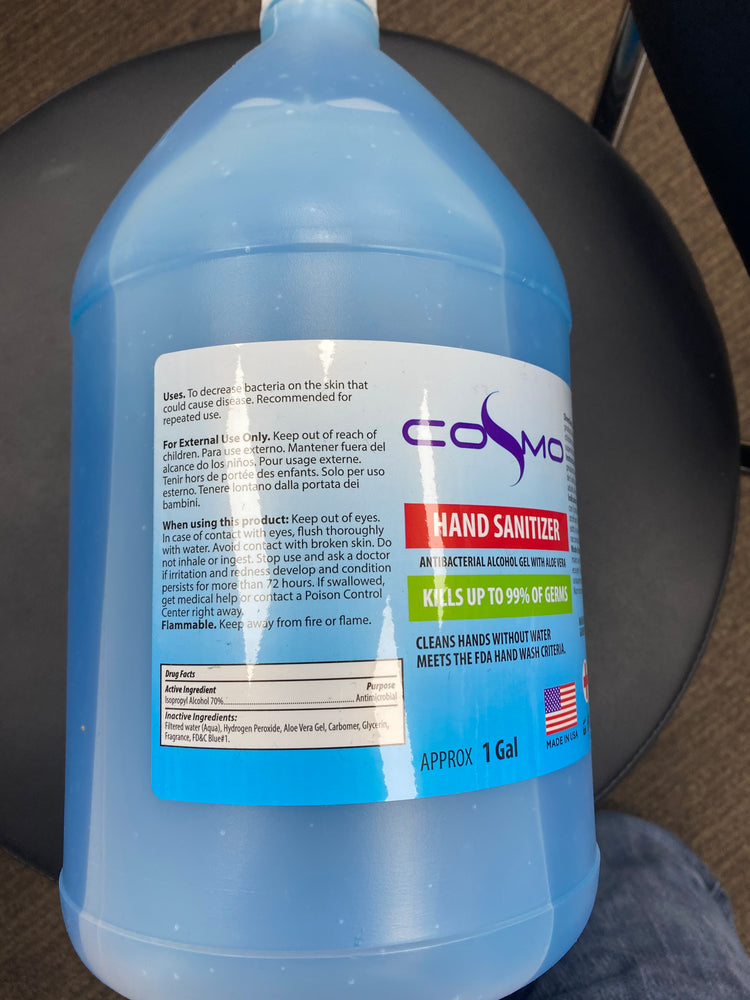 Uses. To decrease bacteria on the skin that
could cause disease. Recommended for
repeated use.
For External Use Only. Keep out of reach of
children. Para use externo. Mantener fuera del
alcance do los niños. Pour usage externe.
Tenir hors de portée des enfants. Solo per uso
esterno. Tenere lontano dalla portata dei
bambini.
When using this product: Keep out of eyes.
In case of contact with eyes, flush thoroughly
with water. Avoid contact with broken skin. Do
not inhale or ingest. Stop use and ask a doctor
if irritation and redness develop and condition
persists for more than 72 hours. If swallowed,
get medical help or contact a Poison Control
Center right away.
Flammable. Keep away from fire or flame.
Drug Facts
Active Ingredient Purpose
Isopropyl Alcohol 70%........ Antimicrobial
Inactive Ingredients:
Filtered water (Aqua), Hydrogen Peroxide, Aloe Vera Gel, Carbomer, Glycerin,
Fragrance, FD&C Blue#1.
COSMO
HAND SANITIZER
ANTIBACTERIAL ALCOHOL GEL WITH ALOE VERA
KILLS UP TO 99% OF GERMS
CLEANS HANDS WITHOUT WATER
MEETS THE FDA HAND WASH CRITERIA.
MADE IN USA
APPROX 1 Gal